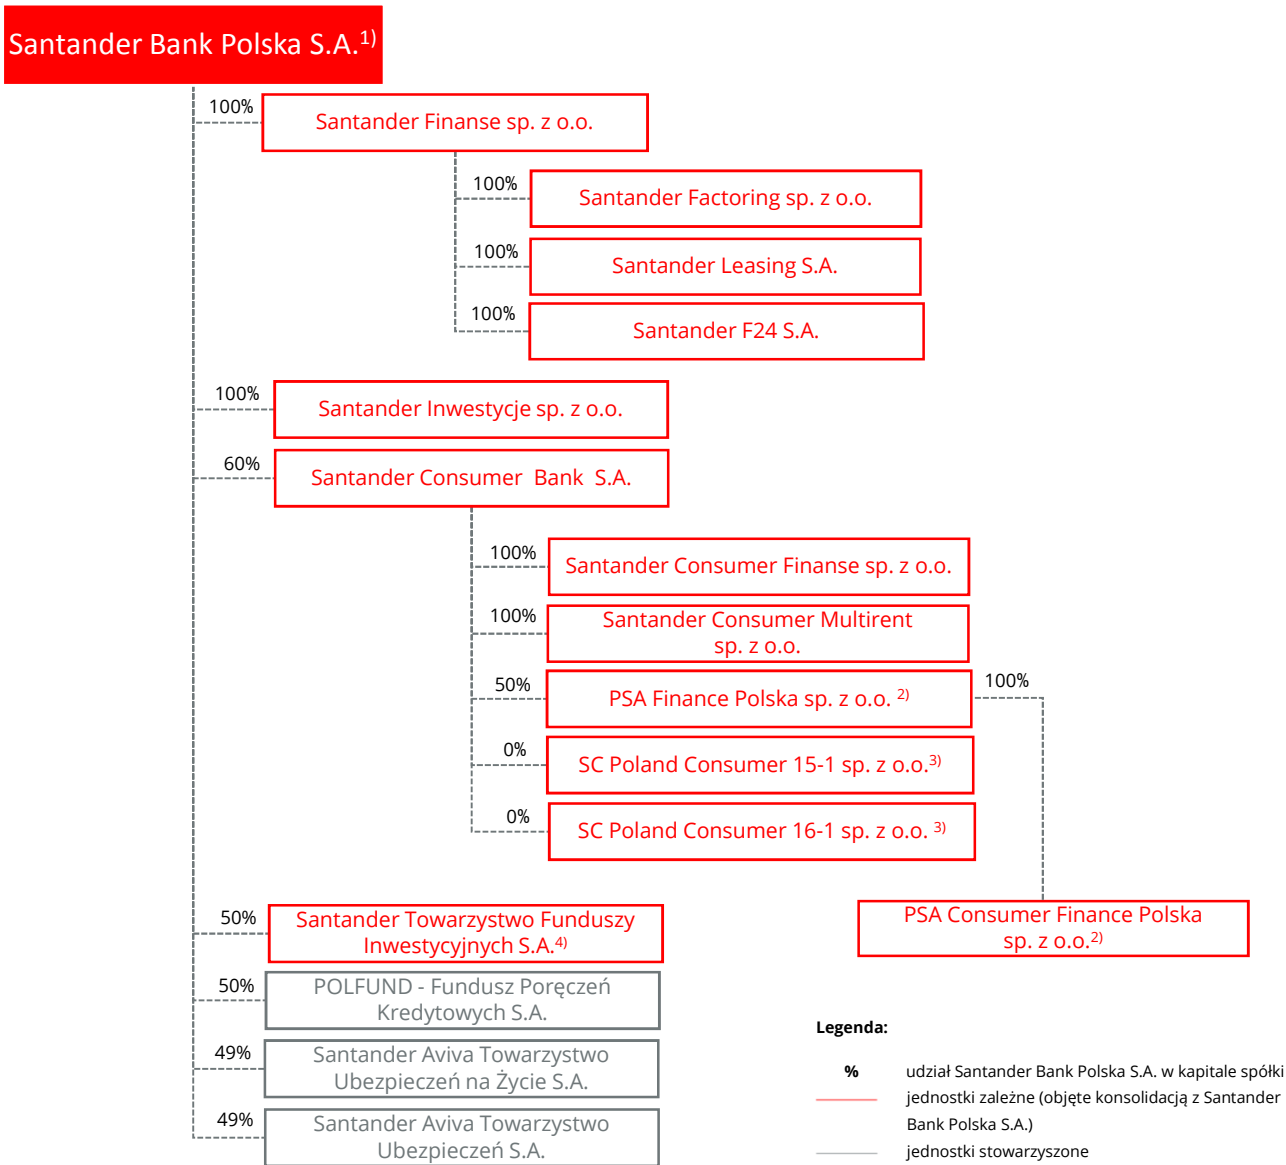 Santander Bank Polska S.A.1)
100%
Santander Finanse sp. z o.o.
100%
Santander Factoring sp. z o.o.
100%
Santander Leasing S.A.
100%
Santander F24 S.A.
100%
Santander Inwestycje sp. z o.o.
60%
Santander Consumer Bank S.A.
100%
Santander Consumer Finanse sp. z o.o.
100%
Santander Consumer Multirent
sp. z o.o.
50%
PSA Finance Polska sp. z o.o. 2)
100%
0%
SC Poland Consumer 15-1 sp. z o.o.3)
0%
SC Poland Consumer 16-1 sp. z o.o. 3)
50%
Santander Towarzystwo Funduszy
Inwestycyjnych S.A.4)
PSA Consumer Finance Polska
sp. z o.o.2)
50%
POLFUND - Fundusz Poręczeń
Kredytowych S.A.
49%
Santander Aviva Towarzystwo
Ubezpieczeń na Życie S.A.
49%
Santander Aviva Towarzystwo
Ubezpieczeń S.A.
Legenda:
% udział Santander Bank Polska S.A. w kapitale spółki
jednostki zależne (objęte konsolidacją z Santander
Bank Polska S.A.)
jednostki stowarzyszone